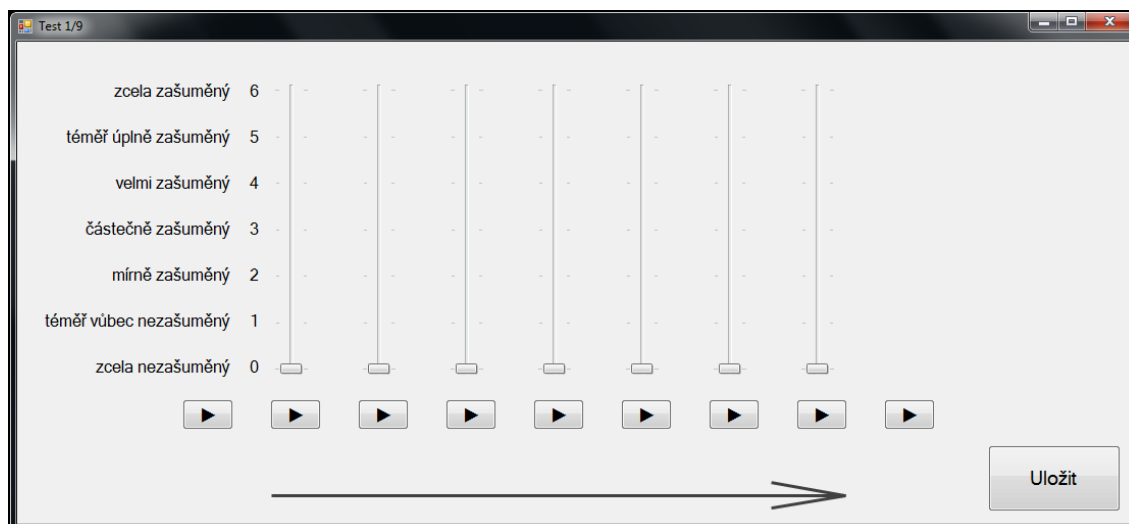 Test 1/9
zcela zašuměný 6
téměř úplně zašuměný 5
velmi zašuměný 4
částečně zašuměný 3
mírně zašuměný 2
téměř vůbec nezašuměný 1
zcela nezašuměný 0
Uložit